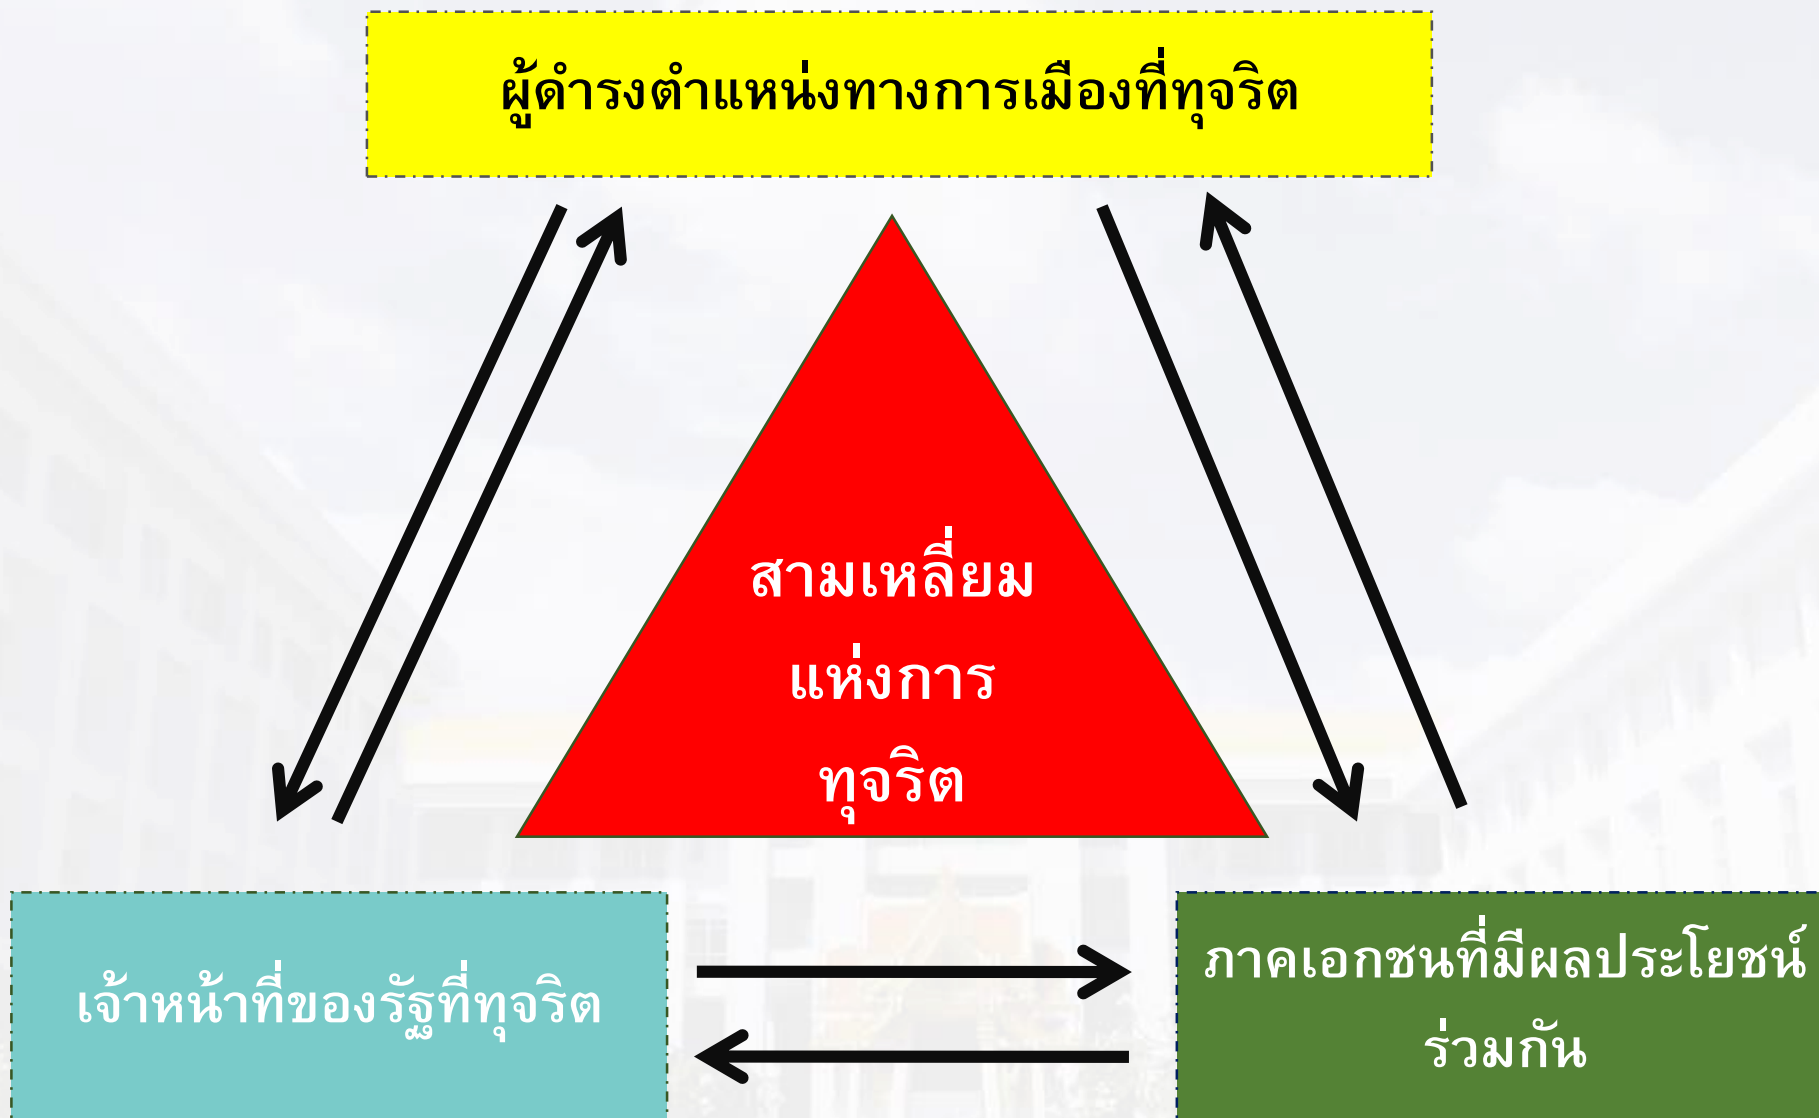 ผู้ดำรงตำแหน่งทางการเมืองที่ทุจริต
สามเหลี่ยม
แห่งการ
ทุจริต
เจ้าหน้าที่ของรัฐที่ทุจริต
ภาคเอกชนที่มีผลประโยชน์
ร่วมกัน